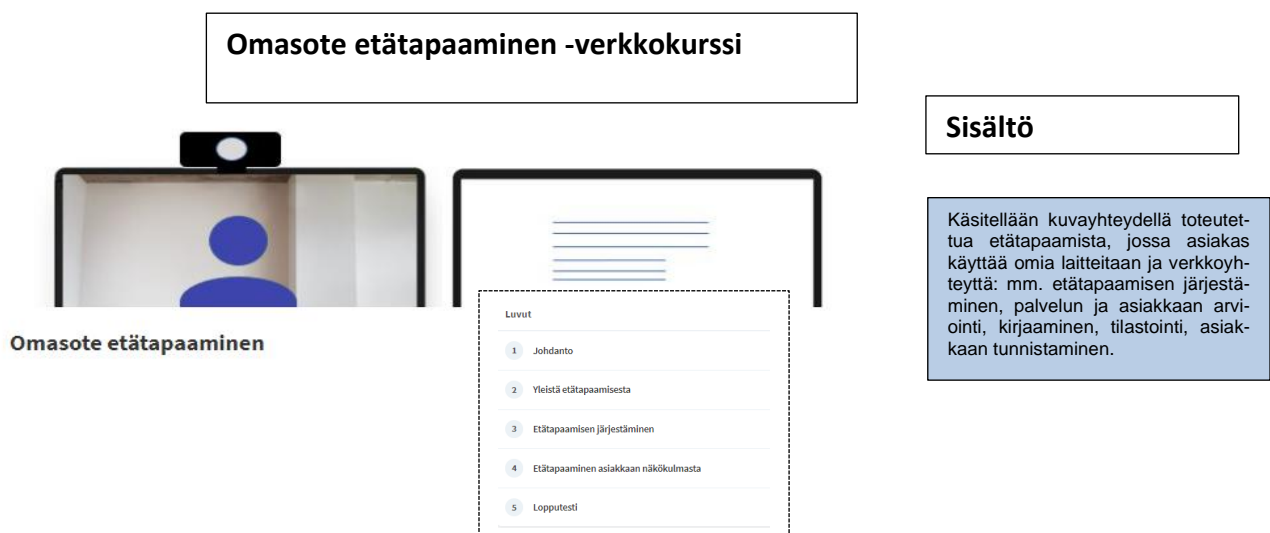 Omasote etätapaaminen -verkkokurssi
Sisältö
Käsitellään kuvayhteydellä toteutet-
tua etätapaamista, jossa asiakas
käyttää omia laitteitaan ja verkkoyh-
teyttä: mm. etätapaamisen järjestä-
minen, palvelun ja asiakkaan arvi-
ointi, kirjaaminen, tilastointi, asiak-
kaan tunnistaminen.
Omasote etätapaaminen
Luvut
1 Johdanto
2 Yleistä etätapaamisesta
3 Etätapaamisen järjestäminen
4 Etätapaaminen asiakkaan näkökulmasta
5 Lopputesti